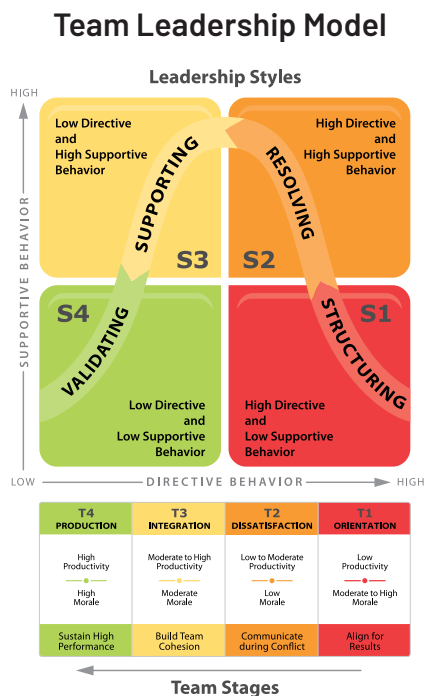 Team Leadership Model
Leadership Styles
HIGH
SUPPORTIVE BEHAVIOR
Low Directive
and
High Supportive
Behavior
SUPPORTING
S3
High Directive
and
High Supportive
Behavior
RESOLVING
S2
S4
VALIDATING
Low Directive
and
Low Supportive
Behavior
S1
STRUCTURING
High Directive
and
Low Supportive
Behavior
LOW
DIRECTIVE BEHAVIOR
HIGH
T4
PRODUCTION
High
Productivity
High
Morale
Sustain High
Performance
T3
INTEGRATION
Moderate to High
Productivity
Moderate
Morale
Build Team
Cohesion
T2
DISSATISFACTION
Low to Moderate
Productivity
Low
Morale
Communicate
during Conflict
T1
ORIENTATION
Low
Productivity
Moderate to High
Morale
Align for
Results
Team Stages